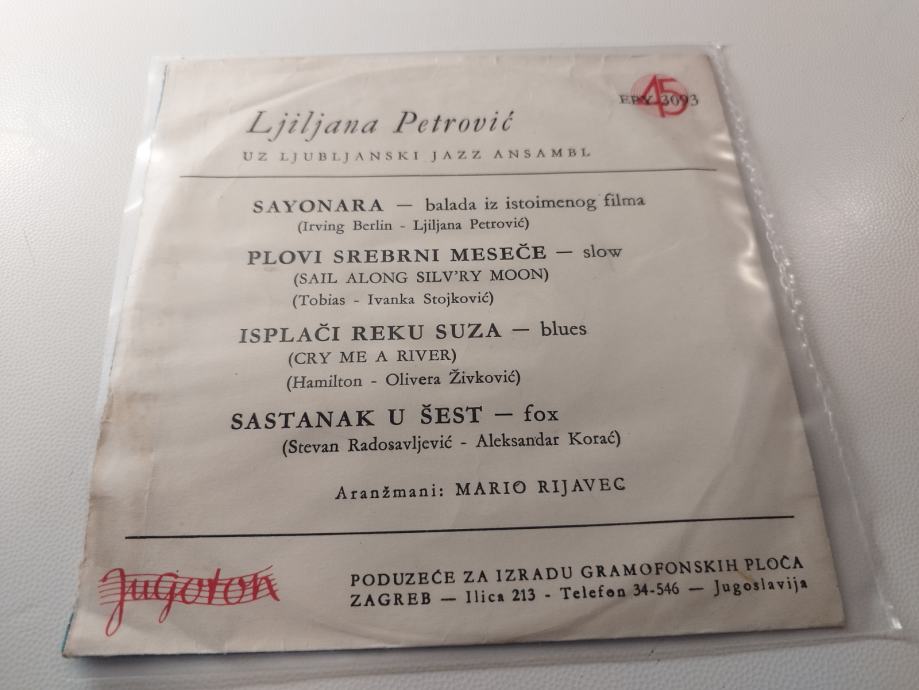 45
EPY 3093
Ljiljana Petrović
UZ LJUBLJANSKI JAZZ ANSAMBL
SAYONARA — balada iz istoimenog filma
(Irving Berlin - Ljiljana Petrović)
PLOVI SREBRNI MESEČE — slow
(SAIL ALONG SILV'RY MOON)
(Tobias - Ivanka Stojković)
ISPLAČI REKU SUZA — blues
(CRY ME A RIVER)
(Hamilton - Olivera Živković)
SASTANAK U ŠEST — fox
(Stevan Radosavljević - Aleksandar Korać)
Aranžmani: MARIO RIJAVEC
Jugoton
PODUZEĆE ZA IZRADU GRAMOFONSKIH PLOČA
ZAGREB — Ilica 213 - Telefon 34-546 — Jugoslavija